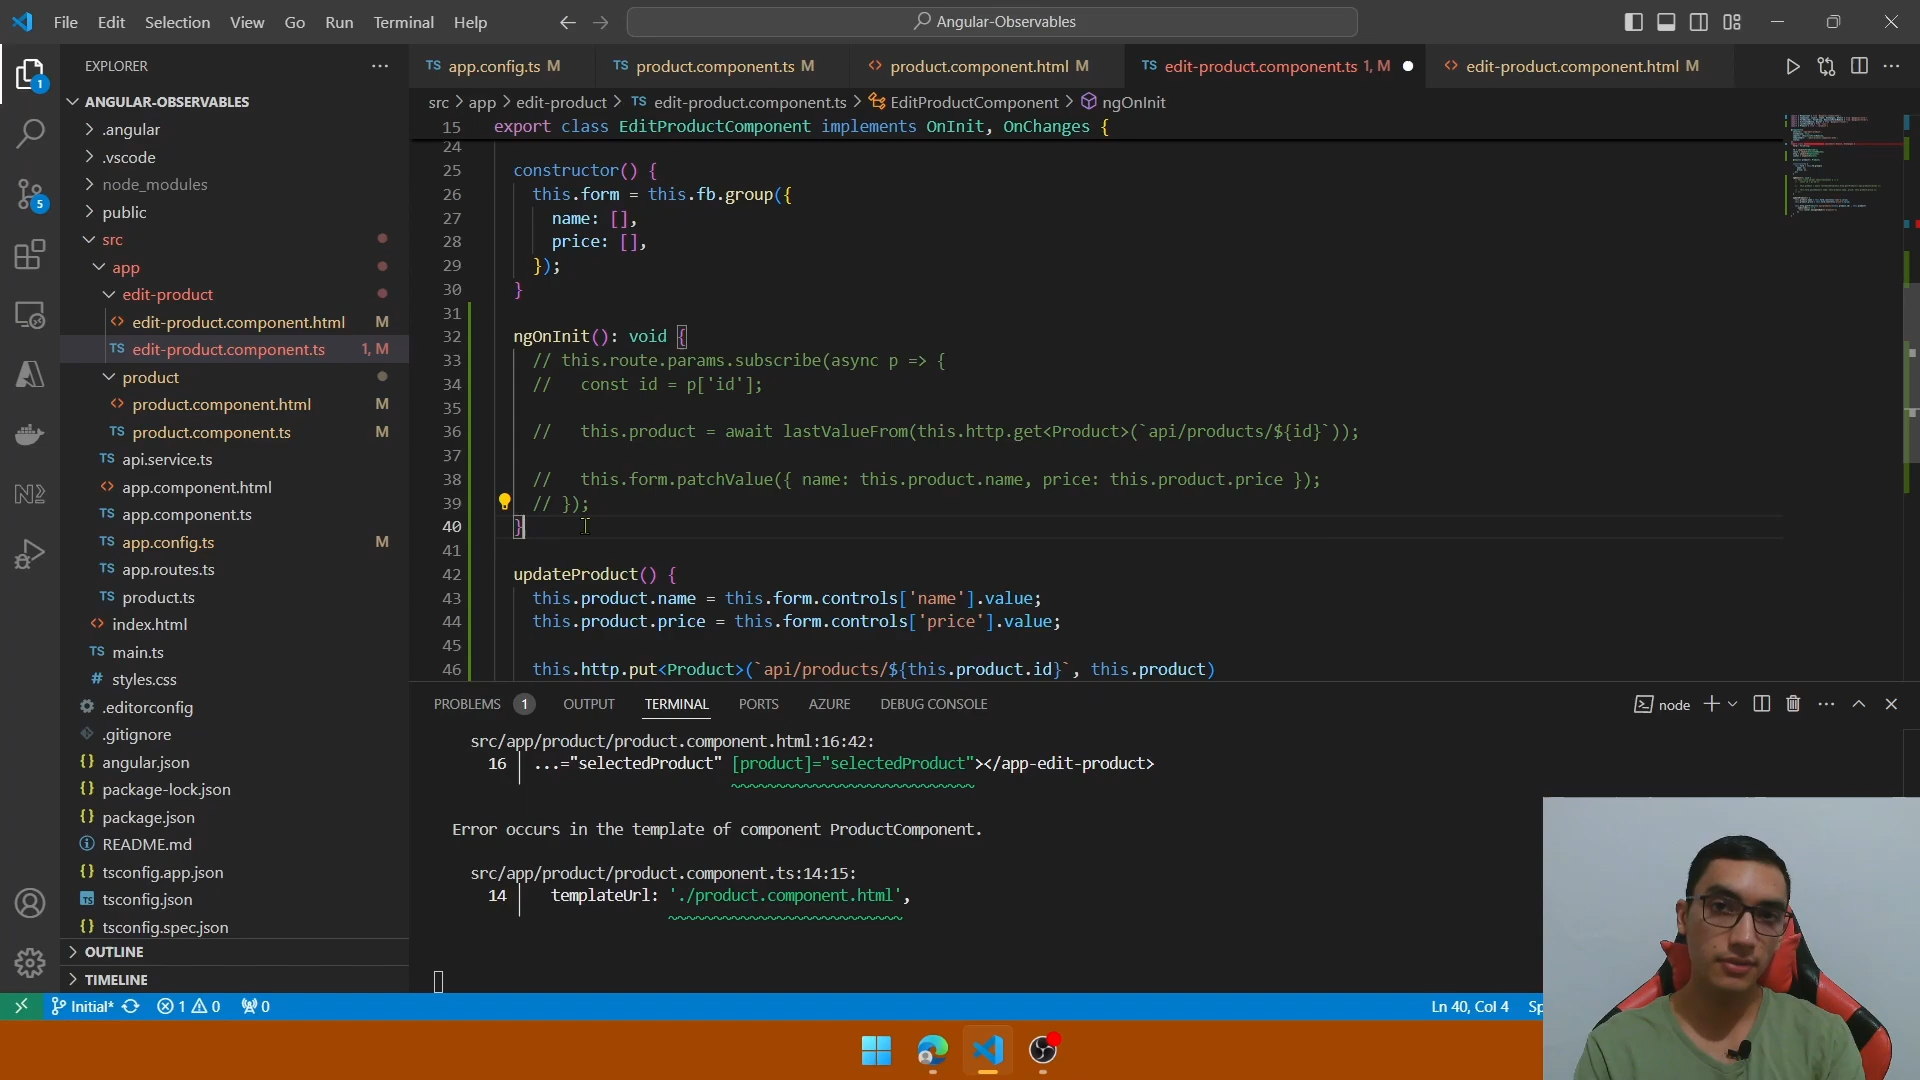 File Edit Selection View Go Run Terminal Help
Angular-Observables
EXPLORER
ANGULAR-OBSERVABLES
.angular
.vscode
node_modules
public
src
app
edit-product
edit-product.component.html M
edit-product.component.ts 1, M
product
product.component.html M
product.component.ts M
TS api.service.ts
app.component.html
TS app.component.ts
TS app.config.ts M
TS app.routes.ts
TS product.ts
index.html
TS main.ts
# styles.css
.editorconfig
.gitignore
angular.json
package-lock.json
package.json
README.md
tsconfig.app.json
tsconfig.json
tsconfig.spec.json
OUTLINE
TIMELINE
TS app.config.ts M
TS product.component.ts M
product.component.html M
TS edit-product.component.ts 1, M
edit-product.component.html M
src > app > edit-product > TS edit-product.component.ts > EditProductComponent > ngOnInit
15 export class EditProductComponent implements OnInit, OnChanges {
24
25 constructor() {
26 this.form = this.fb.group({
27 name: [],
28 price: [],
29 });
30 }
31
32 ngOnInit(): void {
33 // this.route.params.subscribe(async p => {
34 // const id = p['id'];
35
36 // this.product = await lastValueFrom(this.http.get<Product>(`api/products/${id}`));
37
38 // this.form.patchValue({ name: this.product.name, price: this.product.price });
39 // });
40 }
41
42 updateProduct() {
43 this.product.name = this.form.controls['name'].value;
44 this.product.price = this.form.controls['price'].value;
45
46 this.http.put<Product>(`api/products/${this.product.id}`, this.product)
PROBLEMS 1 OUTPUT TERMINAL PORTS AZURE DEBUG CONSOLE
node
src/app/product/product.component.html:16:42:
16 │ ...="selectedProduct" [product]="selectedProduct"></app-edit-product>
Error occurs in the template of component ProductComponent.
src/app/product/product.component.ts:14:15:
14 │ templateUrl: './product.component.html',
Initial* 1 0 0
Ln 40, Col 4 Sp